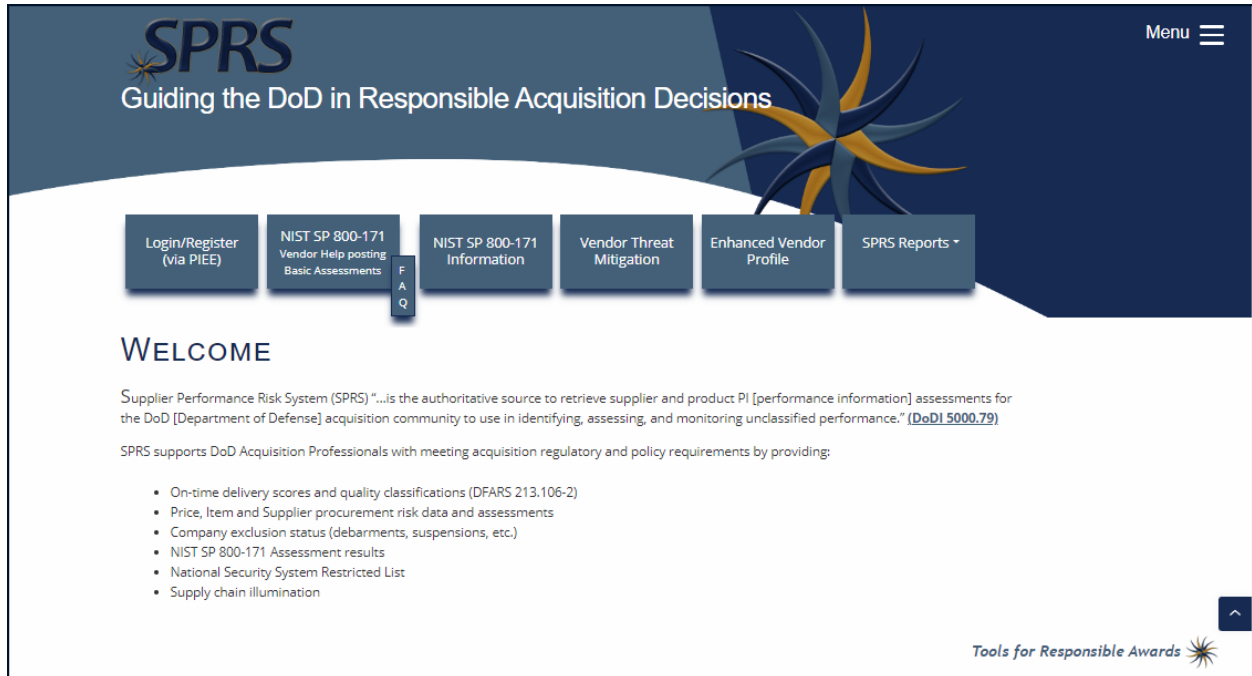 SPRS
Menu
Guiding the DoD in Responsible Acquisition Decisions
Login/Register
(via PIEE)
NIST SP 800-171
Vendor Help posting
Basic Assessments
F
A
Q
NIST SP 800-171
Information
Vendor Threat
Mitigation
Enhanced Vendor
Profile
SPRS Reports
WELCOME
Supplier Performance Risk System (SPRS) “...is the authoritative source to retrieve supplier and product PI [performance information] assessments for
the DoD [Department of Defense] acquisition community to use in identifying, assessing, and monitoring unclassified performance.” (DoDI 5000.79)
SPRS supports DoD Acquisition Professionals with meeting acquisition regulatory and policy requirements by providing:
• On-time delivery scores and quality classifications (DFARS 213.106-2)
• Price, Item and Supplier procurement risk data and assessments
• Company exclusion status (debarments, suspensions, etc.)
• NIST SP 800-171 Assessment results
• National Security System Restricted List
• Supply chain illumination
Tools for Responsible Awards